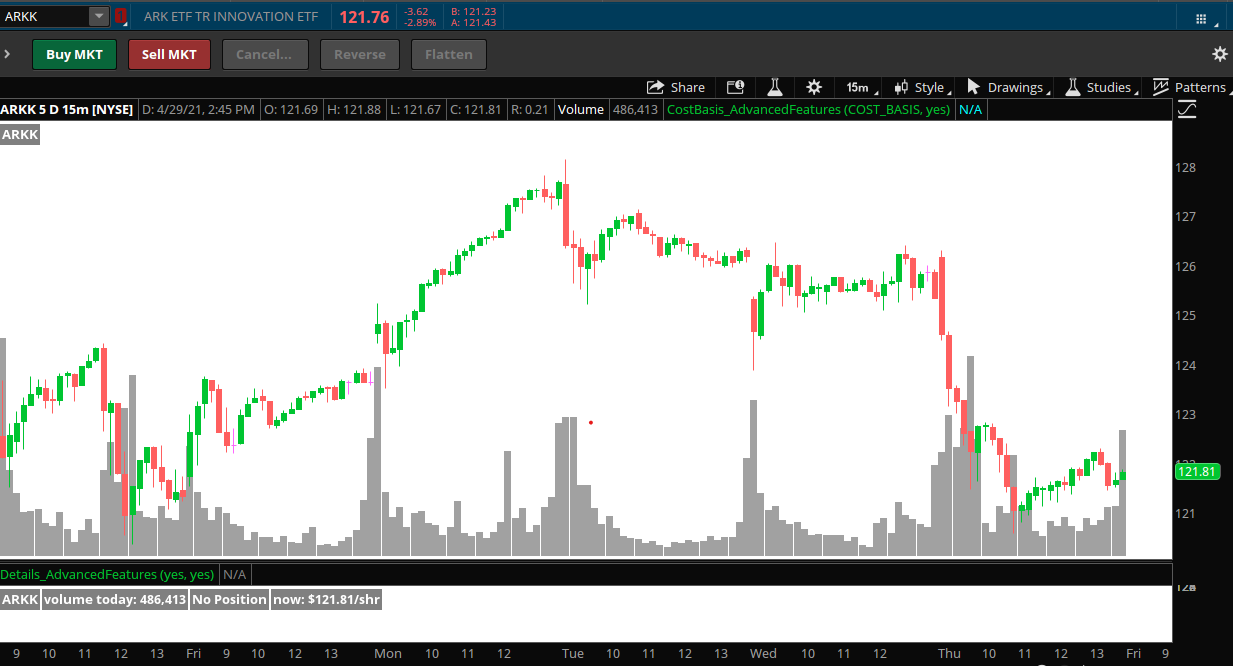 ARKK 1 ARK ETF TR INNOVATION ETF 121.76 -3.62 B: 121.23
-2.89% A: 121.43
Buy MKT Sell MKT Cancel... Reverse Flatten
Share 15m Style Drawings Studies Patterns
ARKK 5 D 15m [NYSE] D: 4/29/21, 2:45 PM O: 121.69 H: 121.88 L: 121.67 C: 121.81 R: 0.21 Volume 486,413 CostBasis_AdvancedFeatures (COST_BASIS, yes) N/A
ARKK
128
127
126
125
124
123
121.81
121
Details_AdvancedFeatures (yes, yes) N/A
ARKK volume today: 486,413 No Position now: $121.81/shr
9 10 11 12 13 Fri 9 10 11 12 13 Mon 10 11 12 Tue 10 11 12 13 Wed 10 11 12 Thu 10 11 12 13 Fri 9